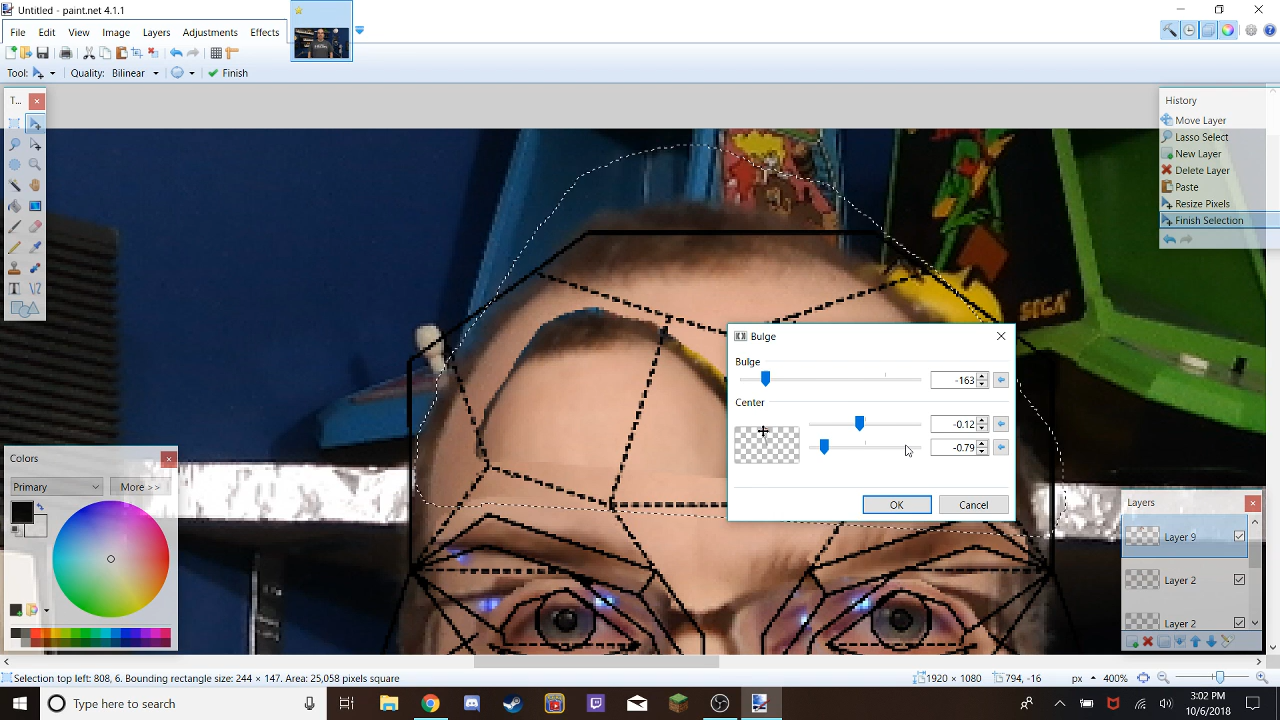 Untitled - paint.net 4.1.1
File Edit View Image Layers Adjustments Effects
Tool: Quality: Bilinear Finish
T...
History
Move Layer
Lasso Select
New Layer
Delete Layer
Paste
Resize Pixels
Finish Selection
SEGA
Bulge
Bulge
-163
Center
-0.12
-0.79
OK Cancel
Colors
Primary More >>
Layers
Layer 9
Layer 2
Layer 2
Selection top left: 808, 6. Bounding rectangle size: 244 × 147. Area: 25,058 pixels square
1920 × 1080 794, -16 px 400%
Type here to search
3:02 PM
10/6/2018